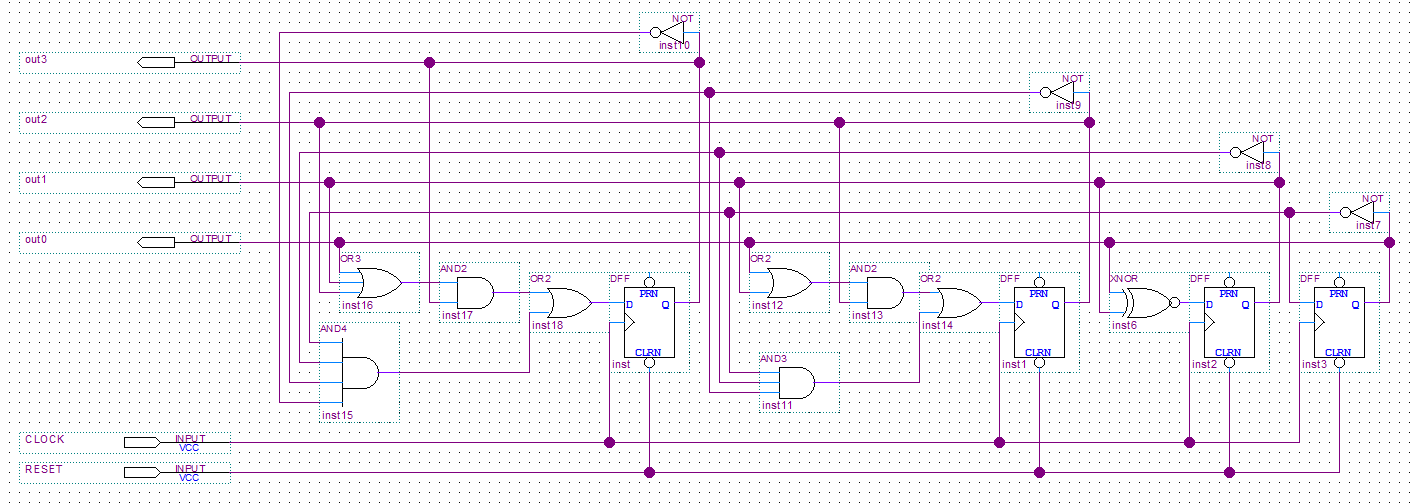 NOT
inst10
out3 OUTPUT
NOT
inst9
out2 OUTPUT
NOT
inst8
out1 OUTPUT
NOT
inst7
out0 OUTPUT
OR3
inst16
AND2
inst17
OR2
inst18
DFF
PRN
D Q
CLRN
inst
OR2
inst12
AND2
inst13
OR2
inst14
DFF
PRN
D Q
CLRN
inst1
XNOR
inst6
DFF
PRN
D Q
CLRN
inst2
DFF
PRN
D Q
CLRN
inst3
AND4
inst15
AND3
inst11
CLOCK INPUT
VCC
RESET INPUT
VCC